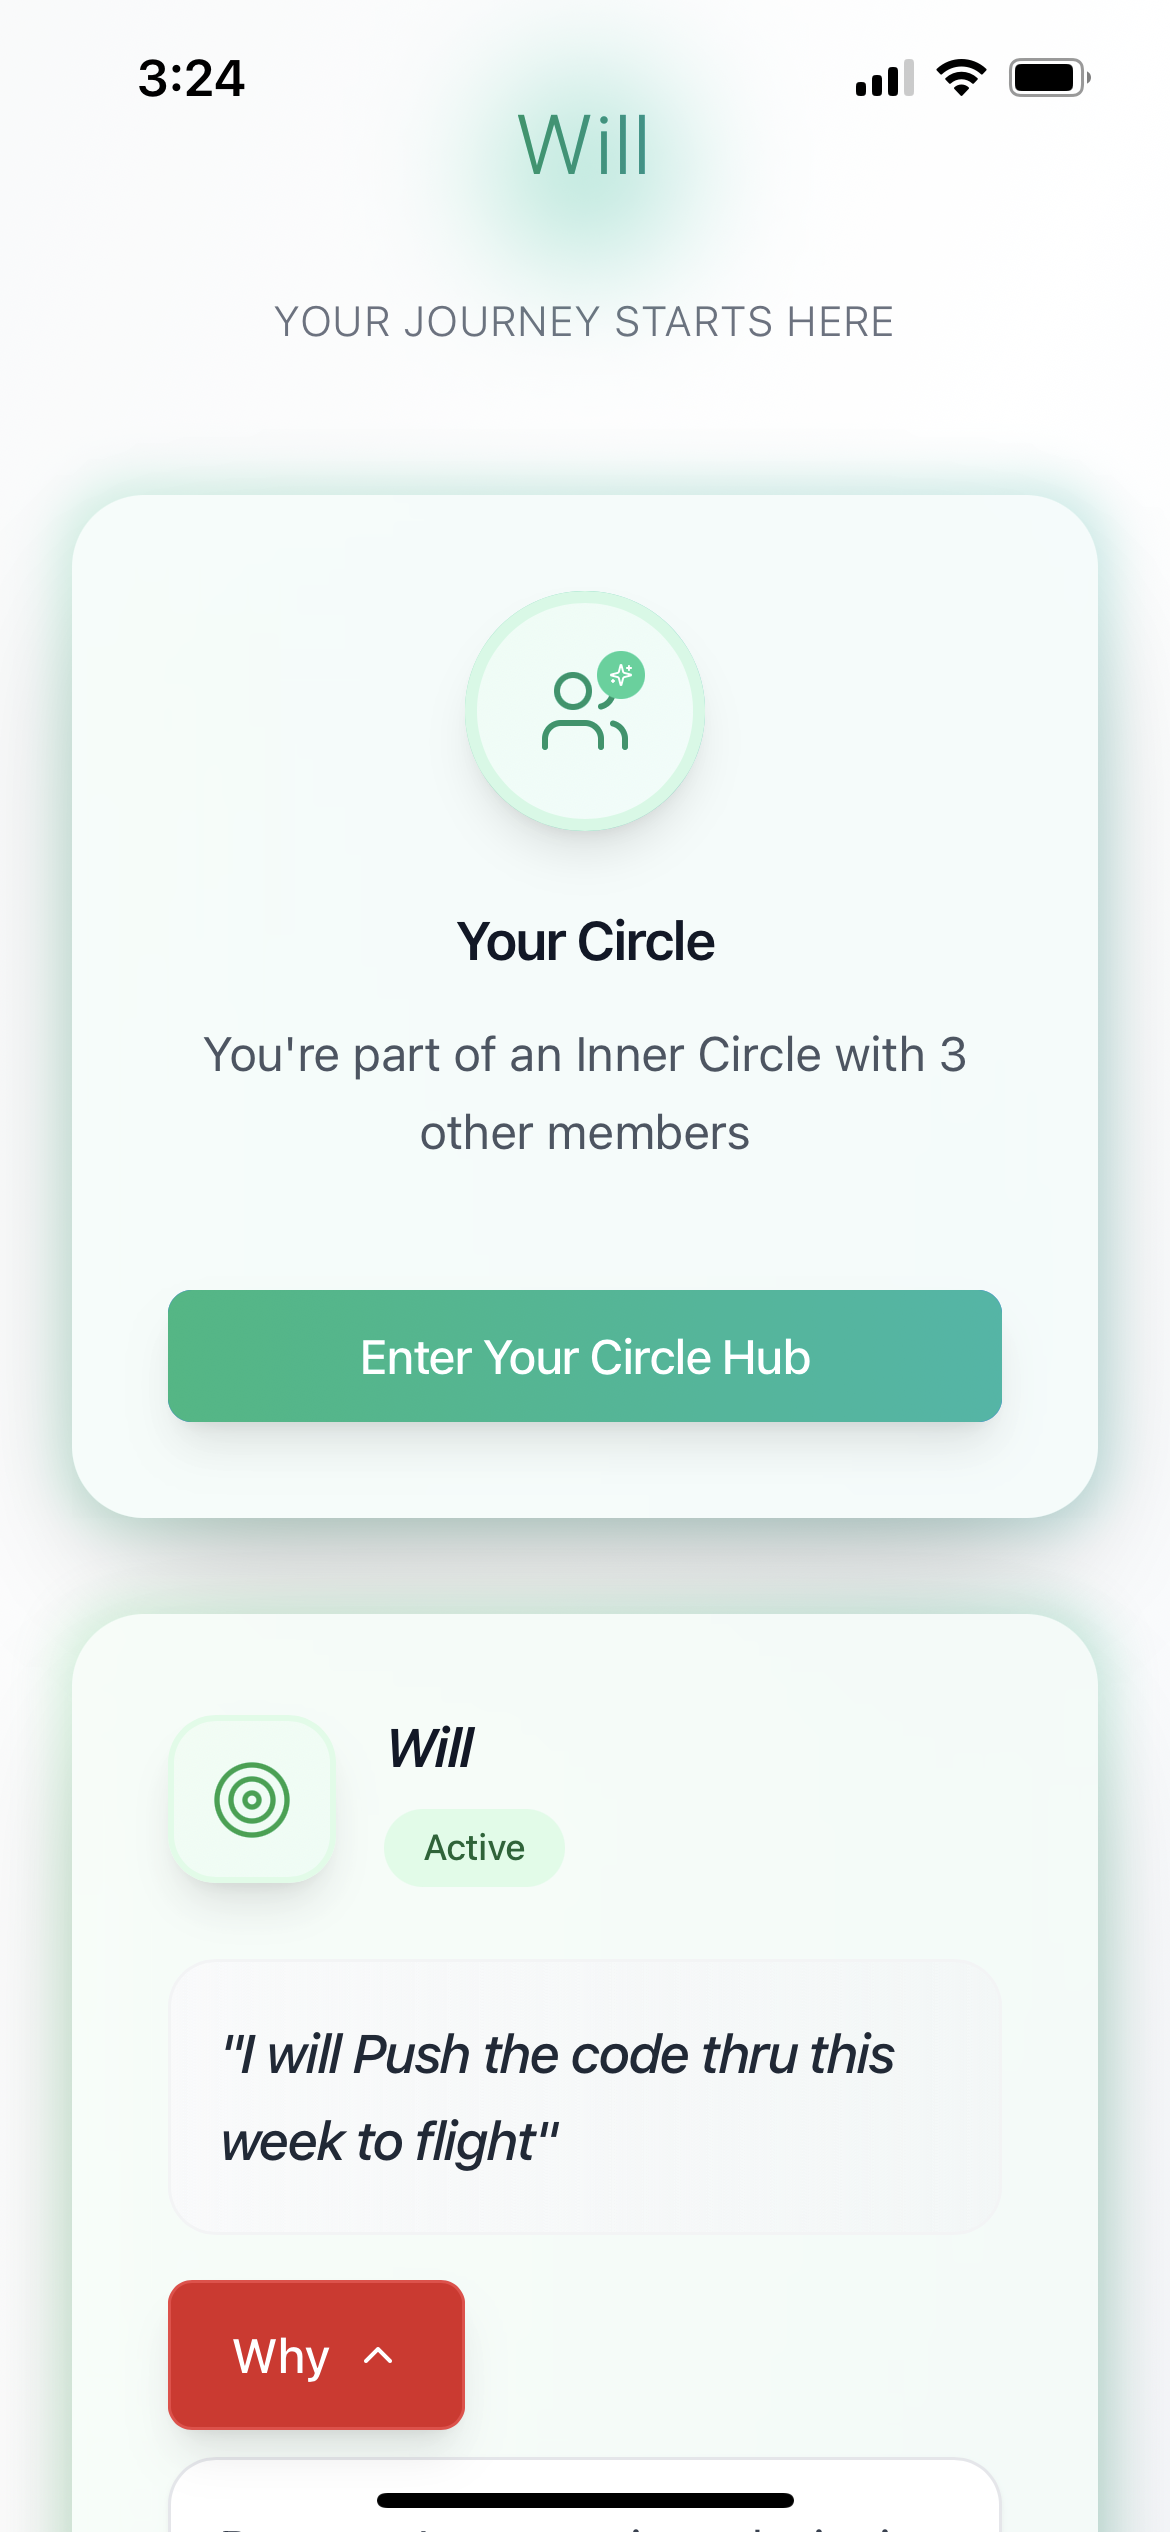 3:24
Will
YOUR JOURNEY STARTS HERE
Your Circle
You're part of an Inner Circle with 3
other members
Enter Your Circle Hub
Will
Active
"I will Push the code thru this
week to flight"
Why